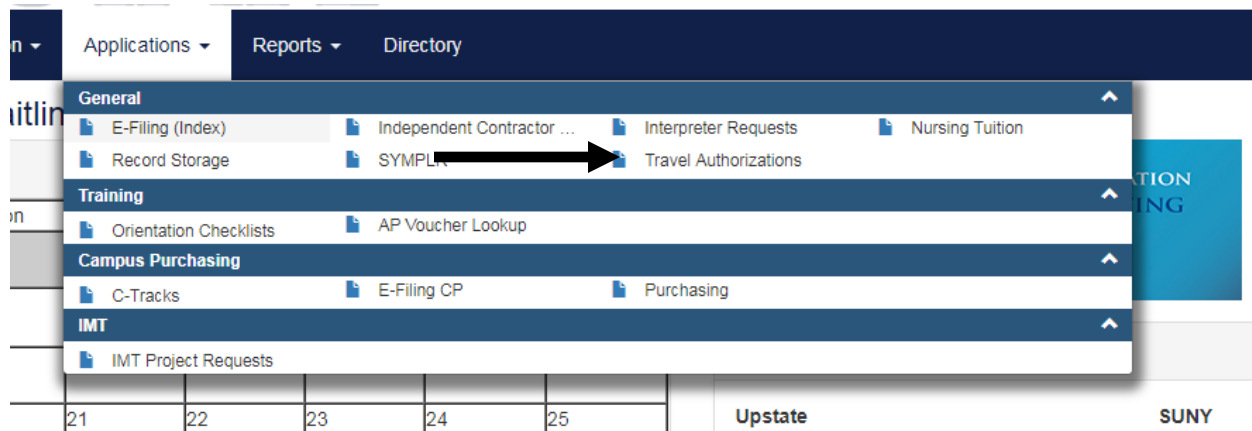 Applications Reports Directory
General
E-Filing (Index) Independent Contractor ... Interpreter Requests Nursing Tuition
Record Storage Travel Authorizations
Training
Orientation Checklists AP Voucher Lookup
Campus Purchasing
C-Tracks E-Filing CP Purchasing
IMT
IMT Project Requests
21 22 23 24 25
Upstate SUNY